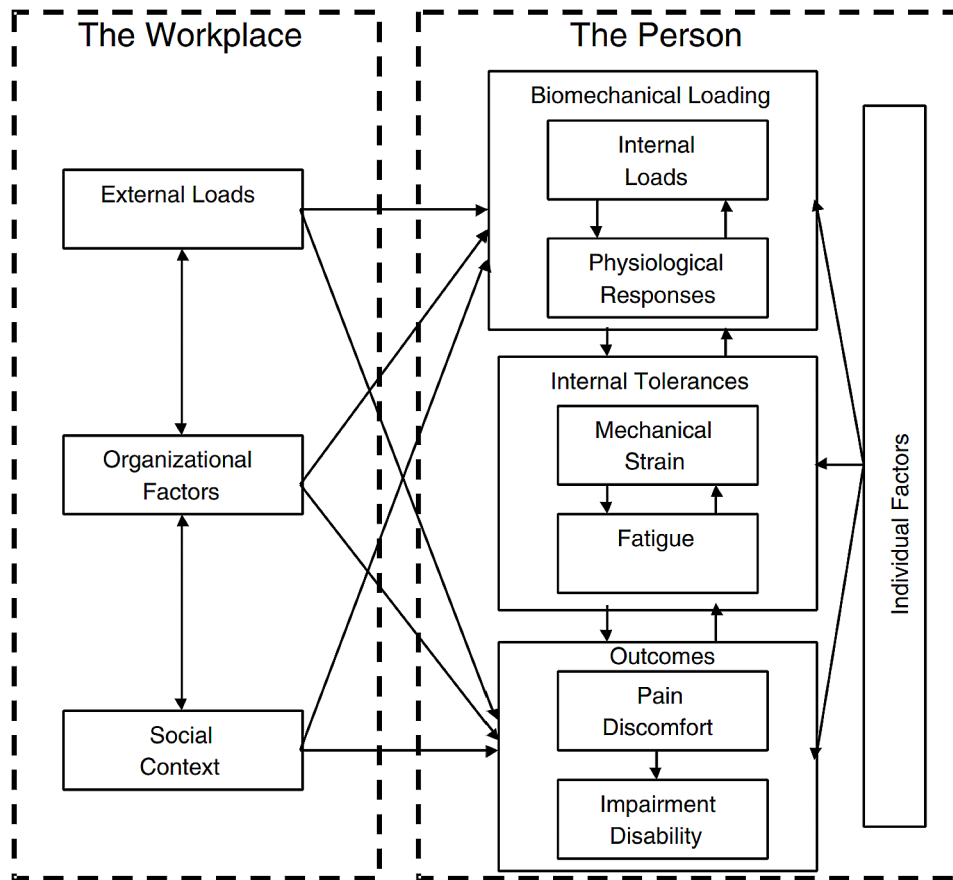 The Workplace
External Loads
Organizational
Factors
Social
Context
The Person
Biomechanical Loading
Internal
Loads
Physiological
Responses
Internal Tolerances
Mechanical
Strain
Fatigue
Outcomes
Pain
Discomfort
Impairment
Disability
Individual Factors